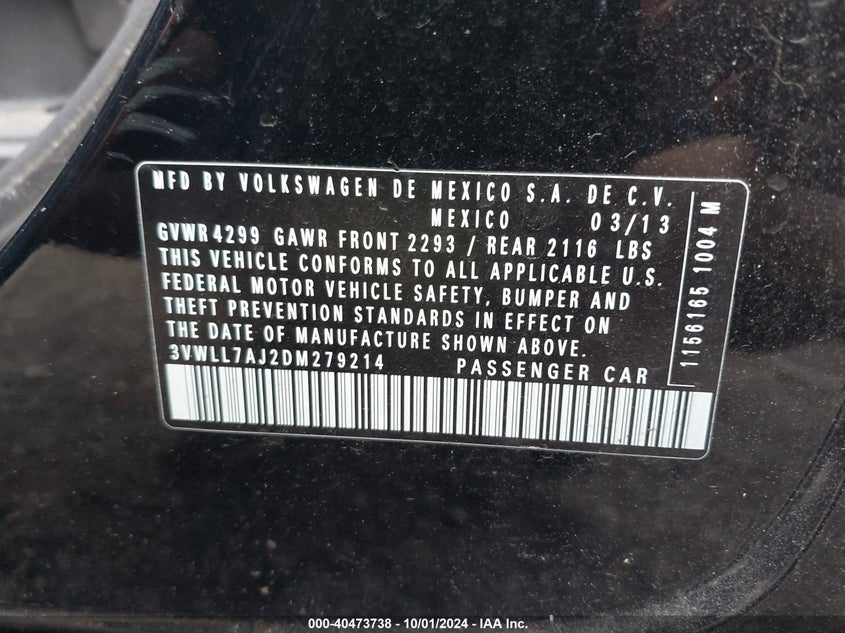 MFD BY VOLKSWAGEN DE MEXICO S.A. DE C.V.
MEXICO 03/13
GVWR 4299 GAWR FRONT 2293 / REAR 2116 LBS
THIS VEHICLE CONFORMS TO ALL APPLICABLE U.S.
FEDERAL MOTOR VEHICLE SAFETY, BUMPER AND
THEFT PREVENTION STANDARDS IN EFFECT ON
THE DATE OF MANUFACTURE SHOWN ABOVE.
3VWLL7AJ2DM279214 PASSENGER CAR
1156165 1004 M
000-40473738 - 10/01/2024 - IAA Inc.